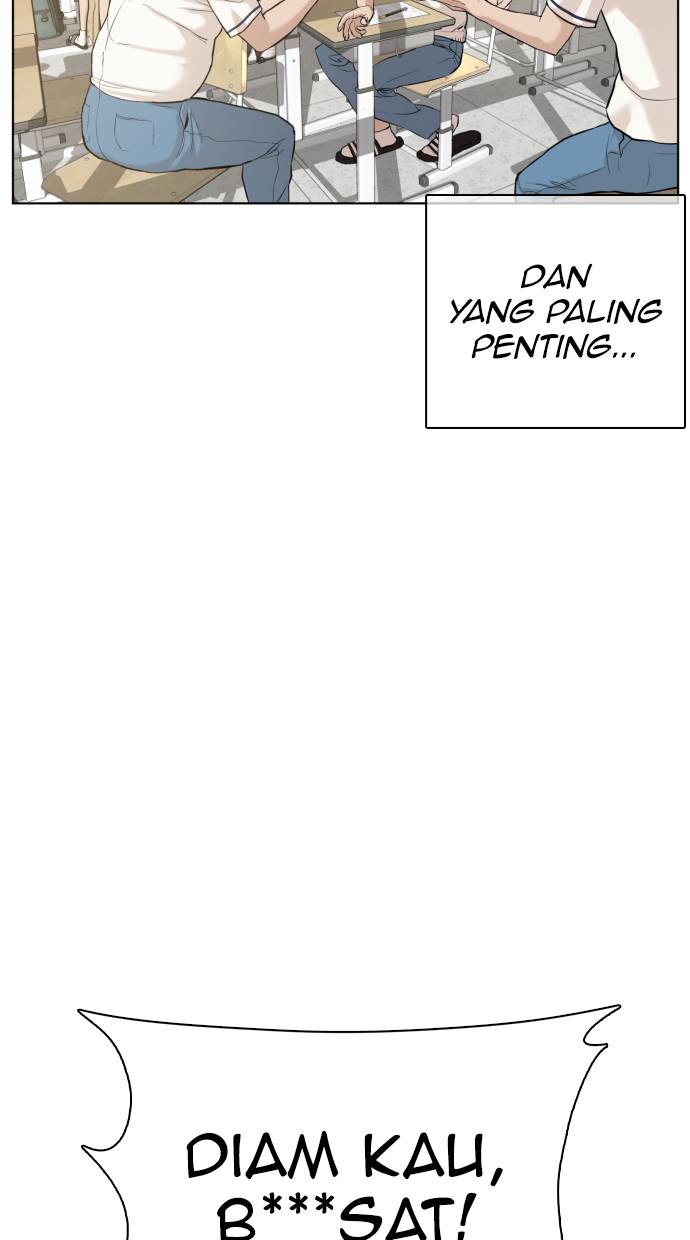 DAN
YANG PALING
PENTING...
DIAM KAU,
B***SAT!